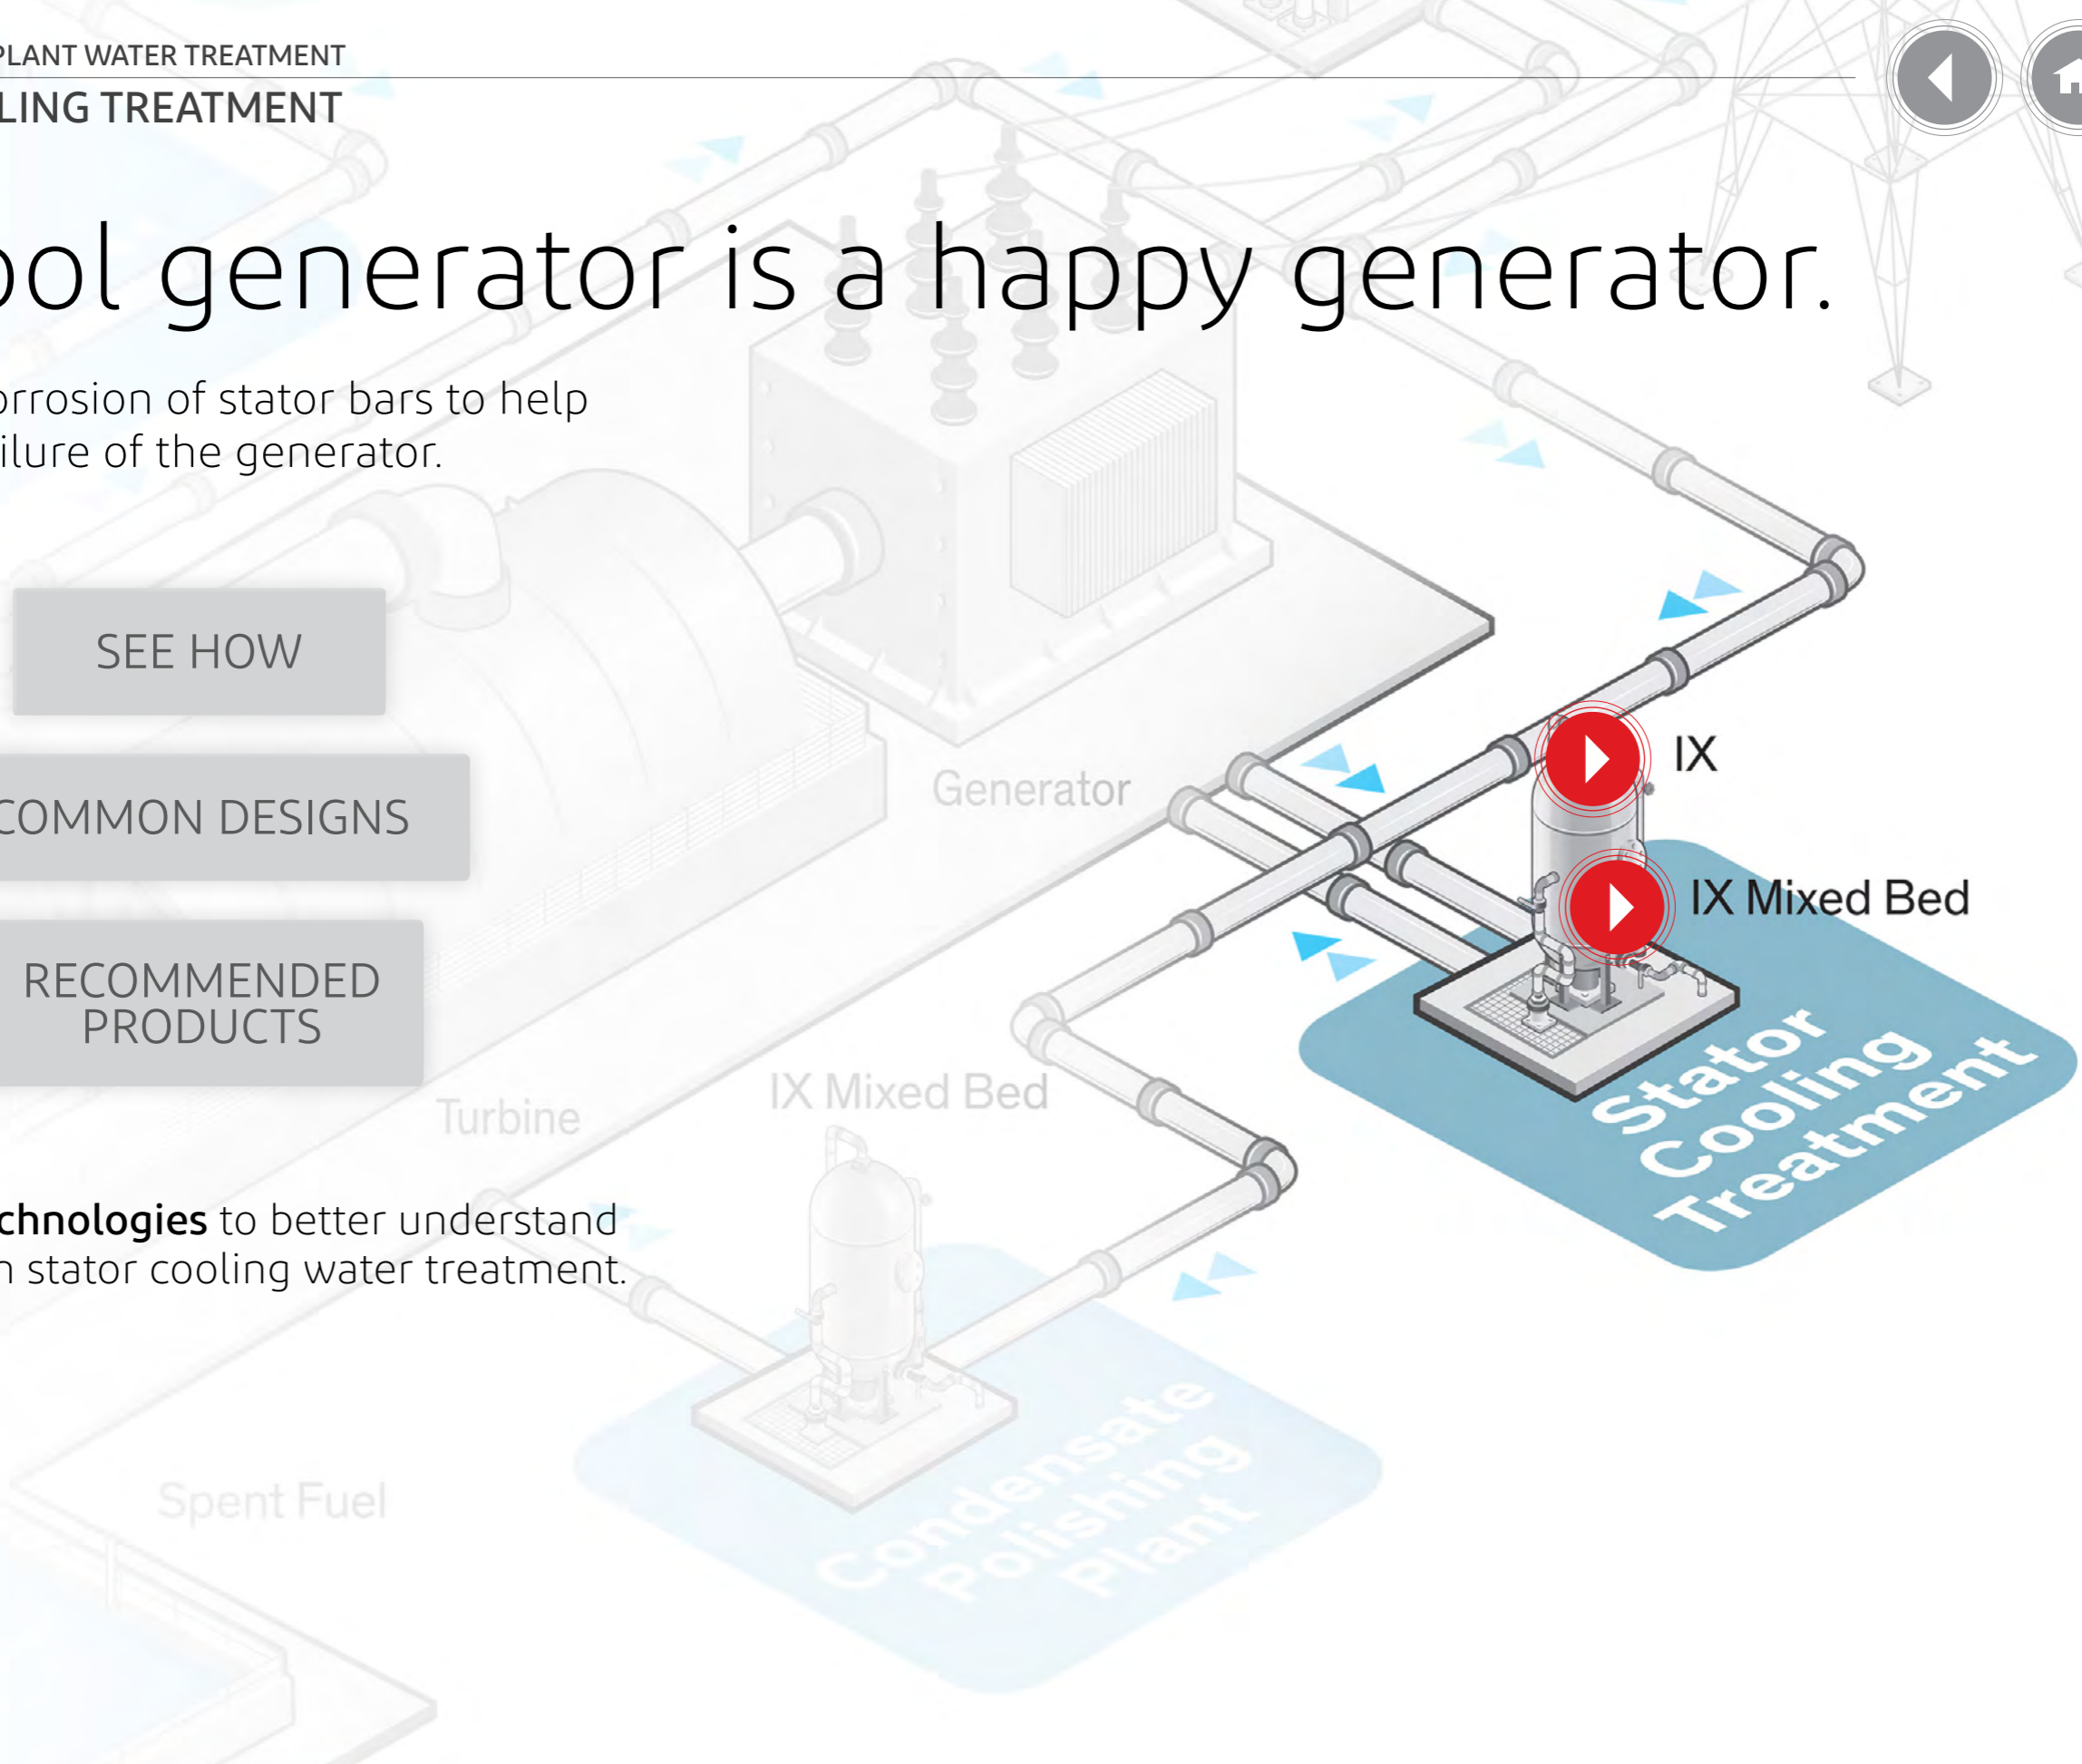 PLANT WATER TREATMENT
LING TREATMENT
ool generator is a happy generator.
orrosion of stator bars to help
ilure of the generator.
SEE HOW
COMMON DESIGNS
RECOMMENDED
PRODUCTS
Generator
IX
IX Mixed Bed
Stator
Cooling
Treatment
Turbine
IX Mixed Bed
chnologies to better understand
n stator cooling water treatment.
Condensate
Polishing
Plant
Spent Fuel